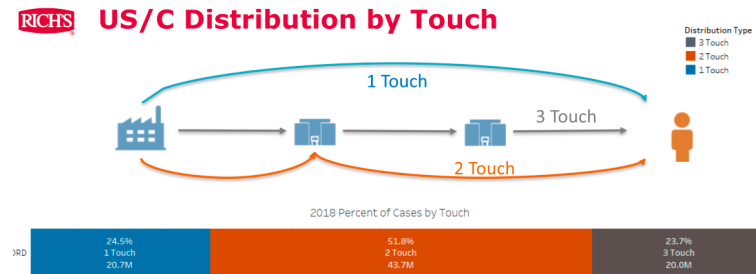 RICH'S
US/C Distribution by Touch
Distribution Type
3 Touch
2 Touch
1 Touch
1 Touch
3 Touch
2 Touch
2018 Percent of Cases by Touch
24.5%
1 Touch
20.7M
51.8%
2 Touch
43.7M
23.7%
3 Touch
20.0M